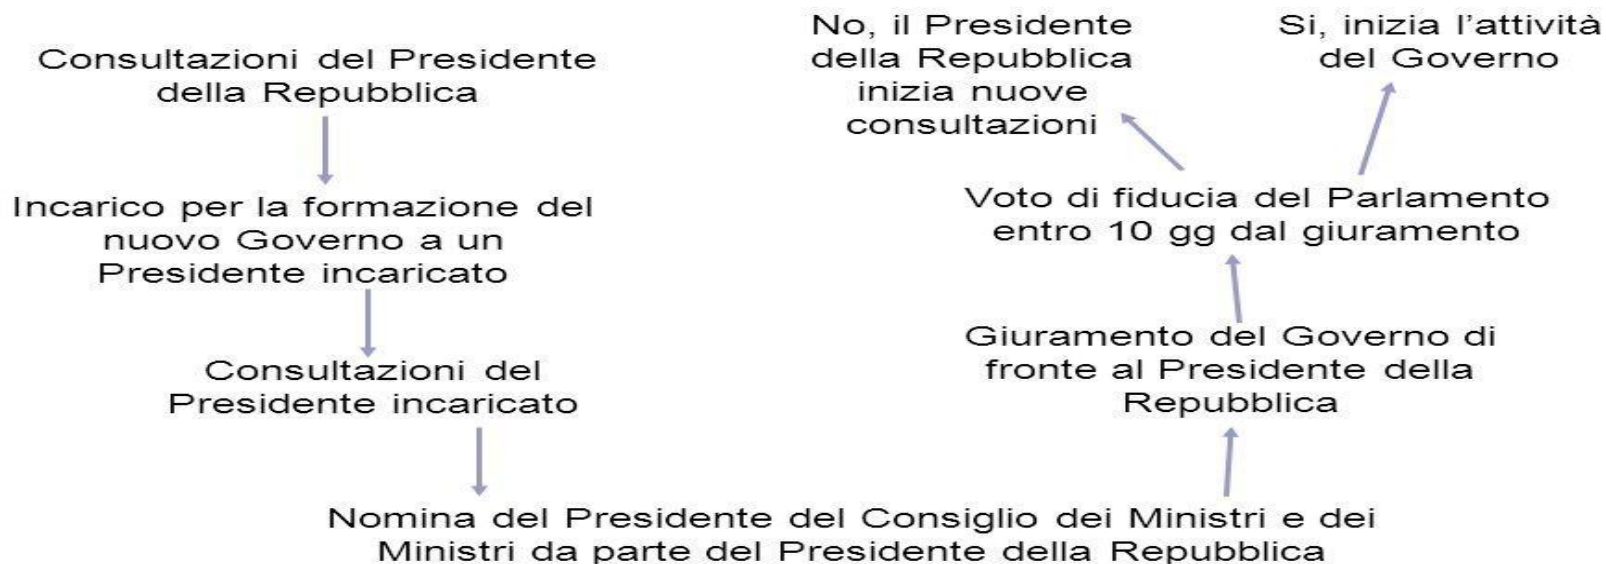 Consultazioni del Presidente
della Repubblica
Incarico per la formazione del
nuovo Governo a un
Presidente incaricato
Consultazioni del
Presidente incaricato
Nomina del Presidente del Consiglio dei Ministri e dei
Ministri da parte del Presidente della Repubblica
Giuramento del Governo di
fronte al Presidente della
Repubblica
Voto di fiducia del Parlamento
entro 10 gg dal giuramento
No, il Presidente
della Repubblica
inizia nuove
consultazioni
Si, inizia l'attività
del Governo